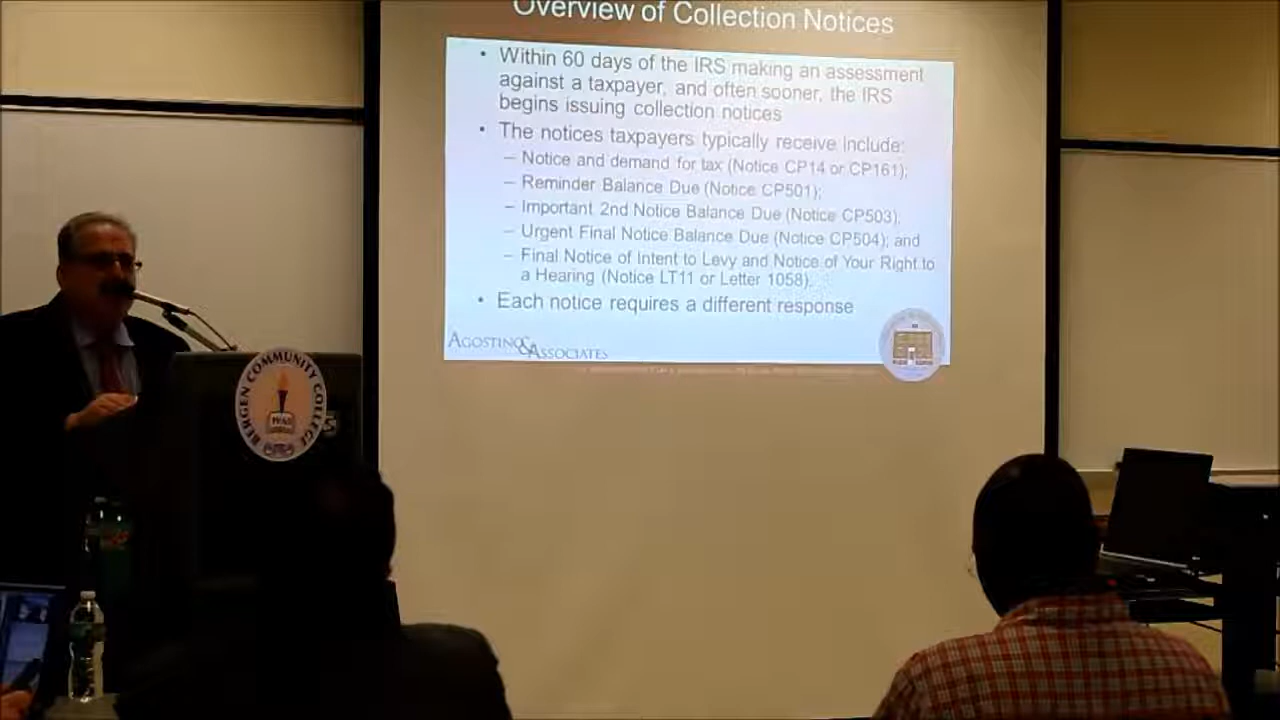 Overview of Collection Notices
• Within 60 days of the IRS making an assessment
against a taxpayer, and often sooner, the IRS
begins issuing collection notices
• The notices taxpayers typically receive include:
– Notice and demand for tax (Notice CP14 or CP161);
– Reminder Balance Due (Notice CP501);
– Important 2nd Notice Balance Due (Notice CP503);
– Urgent Final Notice Balance Due (Notice CP504); and
– Final Notice of Intent to Levy and Notice of Your Right to
a Hearing (Notice LT11 or Letter 1058).
• Each notice requires a different response
AGOSTINO & ASSOCIATES
BERGEN COMMUNITY COLLEGE